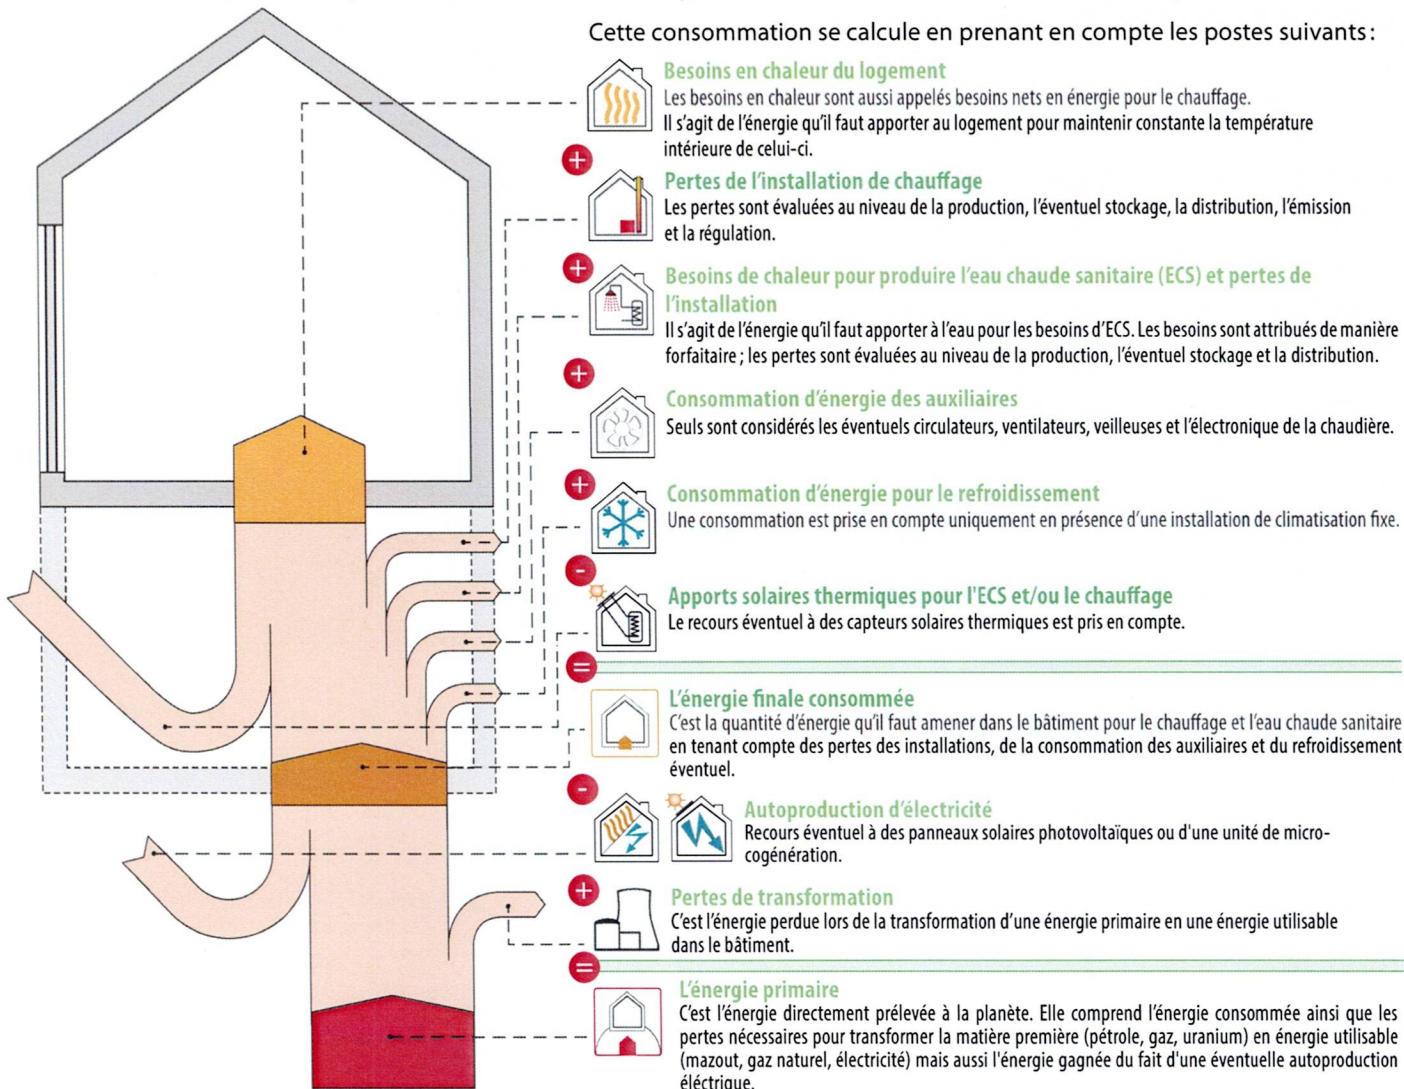 Cette consommation se calcule en prenant en compte les postes suivants :
Besoins en chaleur du logement
Les besoins en chaleur sont aussi appelés besoins nets en énergie pour le chauffage.
Il s'agit de l'énergie qu'il faut apporter au logement pour maintenir constante la température
intérieure de celui-ci.
+
Pertes de l'installation de chauffage
Les pertes sont évaluées au niveau de la production, l'éventuel stockage, la distribution, l'émission
et la régulation.
+
Besoins de chaleur pour produire l'eau chaude sanitaire (ECS) et pertes de
l'installation
Il s'agit de l'énergie qu'il faut apporter à l'eau pour les besoins d'ECS. Les besoins sont attribués de manière
forfaitaire ; les pertes sont évaluées au niveau de la production, l'éventuel stockage et la distribution.
+
Consommation d'énergie des auxiliaires
Seuls sont considérés les éventuels circulateurs, ventilateurs, veilleuses et l'électronique de la chaudière.
+
Consommation d'énergie pour le refroidissement
Une consommation est prise en compte uniquement en présence d'une installation de climatisation fixe.
-
Apports solaires thermiques pour l'ECS et/ou le chauffage
Le recours éventuel à des capteurs solaires thermiques est pris en compte.
=
L'énergie finale consommée
C'est la quantité d'énergie qu'il faut amener dans le bâtiment pour le chauffage et l'eau chaude sanitaire
en tenant compte des pertes des installations, de la consommation des auxiliaires et du refroidissement
éventuel.
-
Autoproduction d'électricité
Recours éventuel à des panneaux solaires photovoltaïques ou d'une unité de micro-
cogénération.
+
Pertes de transformation
C'est l'énergie perdue lors de la transformation d'une énergie primaire en une énergie utilisable
dans le bâtiment.
=
L'énergie primaire
C'est l'énergie directement prélevée à la planète. Elle comprend l'énergie consommée ainsi que les
pertes nécessaires pour transformer la matière première (pétrole, gaz, uranium) en énergie utilisable
(mazout, gaz naturel, électricité) mais aussi l'énergie gagnée du fait d'une éventuelle autoproduction
éléctrique.